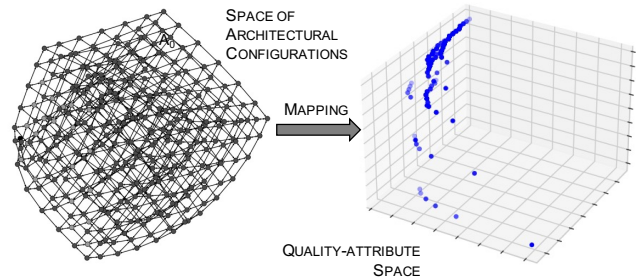 SPACE OF
ARCHITECTURAL
CONFIGURATIONS
A0
MAPPING
QUALITY-ATTRIBUTE
SPACE